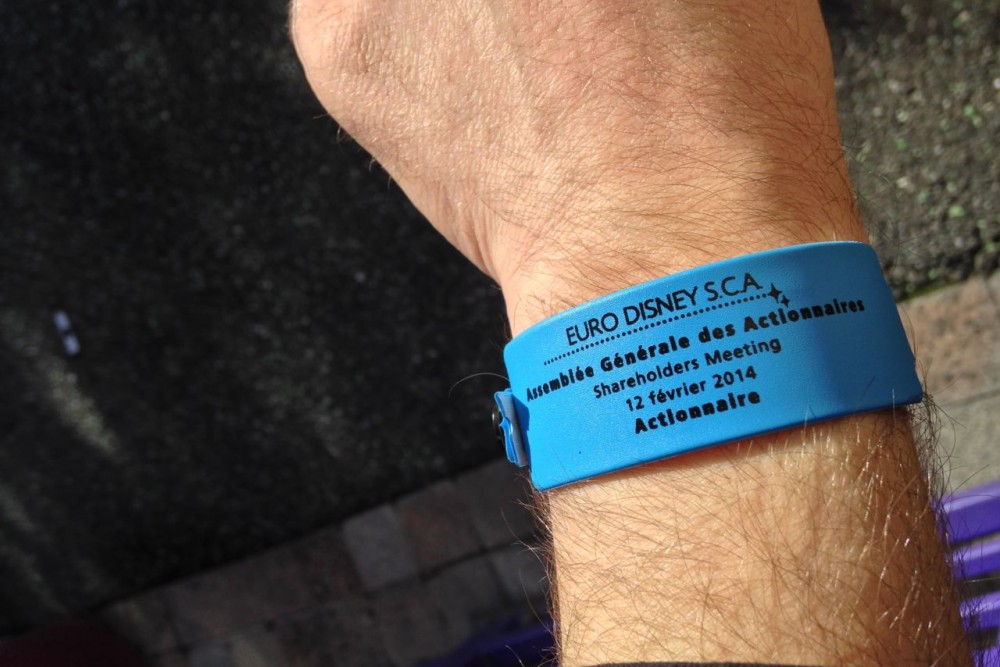 EURO DISNEY S.C.A.
Assemblée Générale des Actionnaires
Shareholders Meeting
12 février 2014
Actionnaire